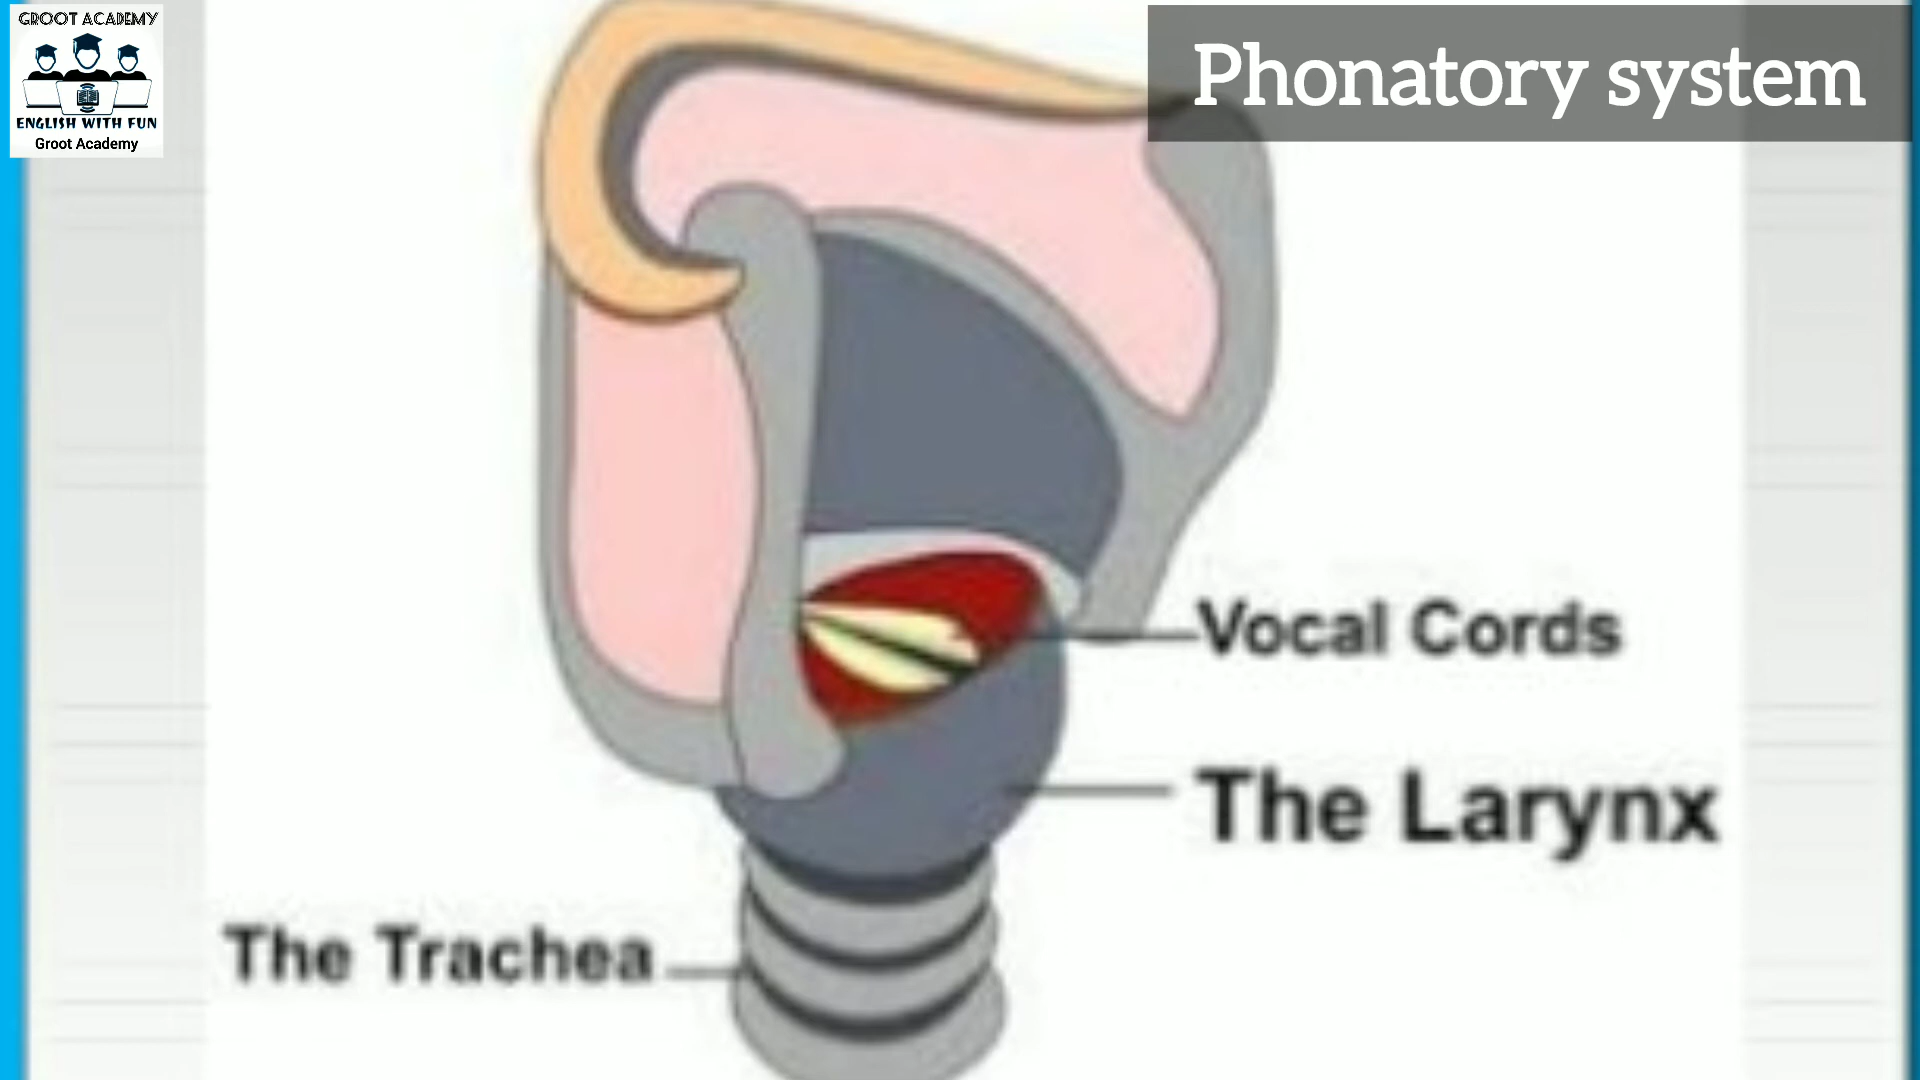 GROOT ACADEMY
ENGLISH WITH FUN
Groot Academy
Phonatory system
Vocal Cords
The Larynx
The Trachea